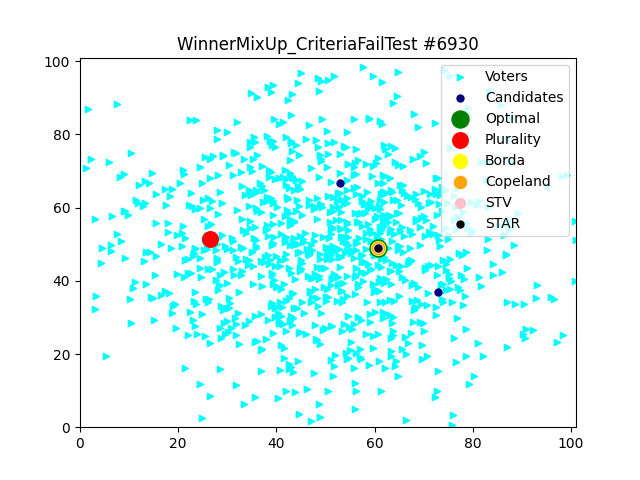 WinnerMixUp_CriteriaFailTest #6930
100
80
60
40
20
0
0 20 40 60 80 100
Voters
Candidates
Optimal
Plurality
Borda
Copeland
STV
STAR